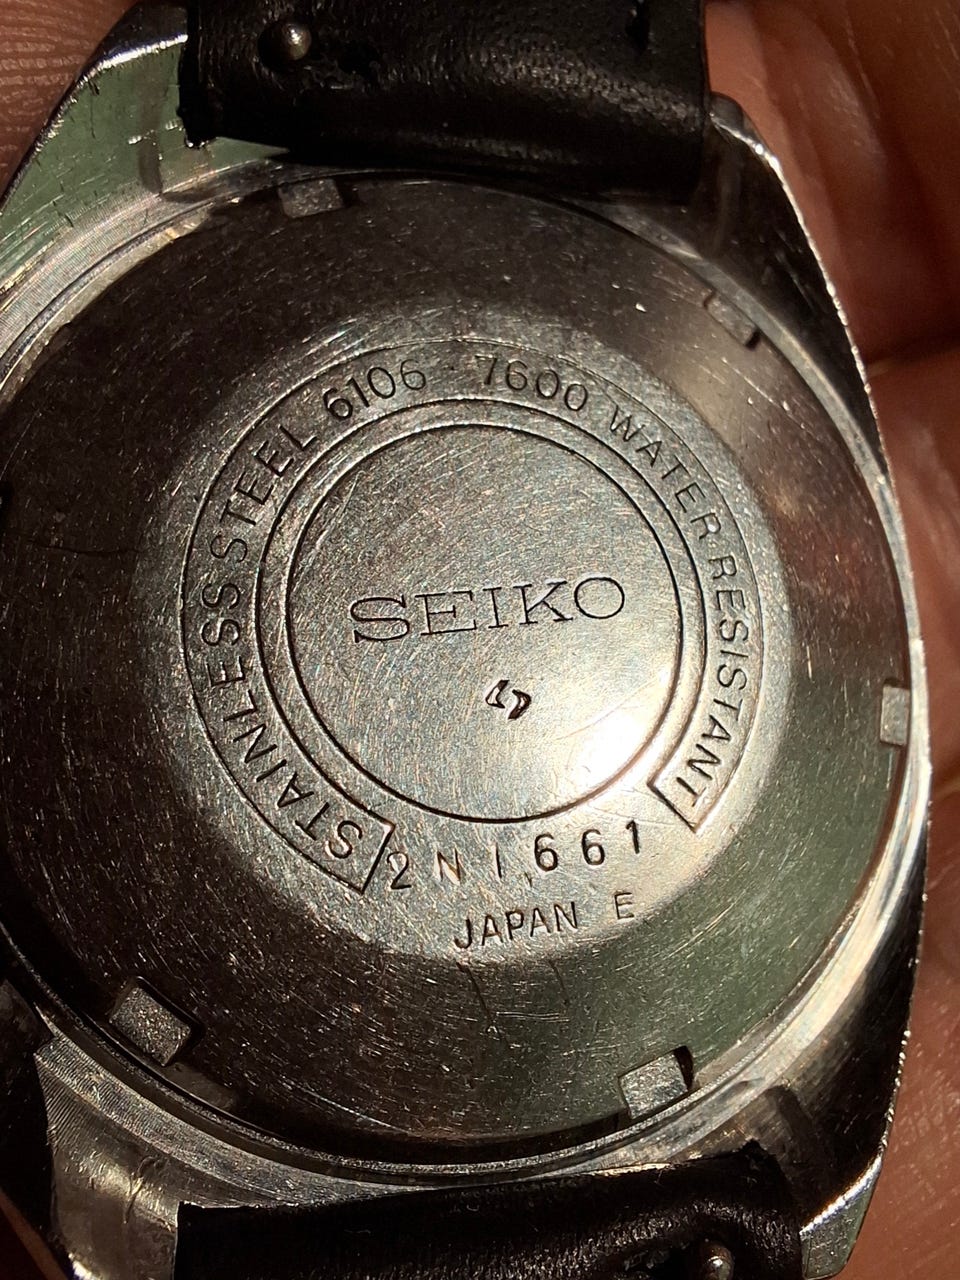 STAINLESS STEEL 6106-7600 WATER RESISTANT
SEIKO
2N1661
JAPAN E